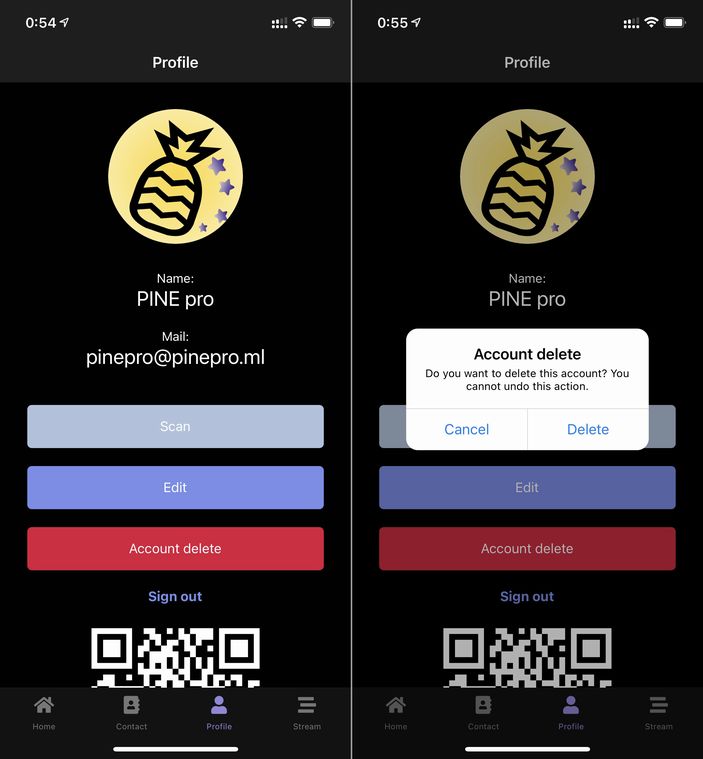 0:54
Profile
Name:
PINE pro
Mail:
pinepro@pinepro.ml
Scan
Edit
Account delete
Sign out
Home
Contact
Profile
Stream
0:55
Profile
Name:
PINE pro
Account delete
Do you want to delete this account? You
cannot undo this action.
Cancel
Delete
Edit
Account delete
Sign out
Home
Contact
Profile
Stream